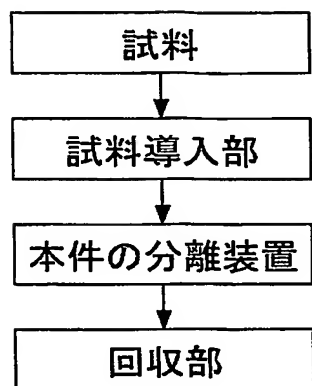 試料
試料導入部
本件の分離装置
回収部